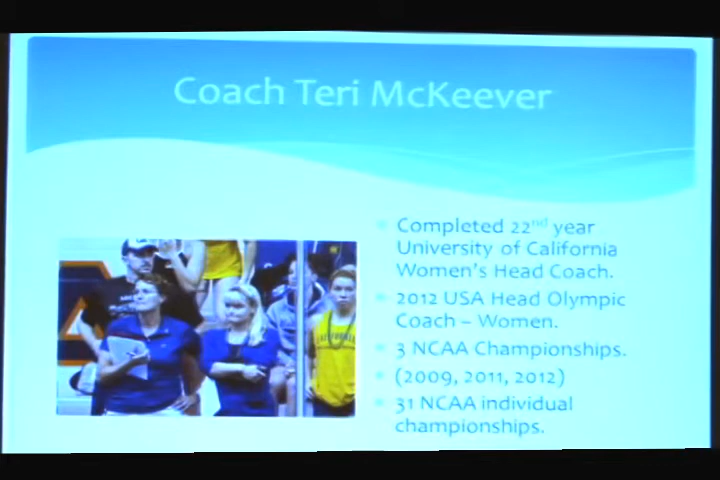 Coach Teri McKeever
Completed 22nd year
University of California
Women's Head Coach.
2012 USA Head Olympic
Coach – Women.
3 NCAA Championships.
(2009, 2011, 2012)
31 NCAA individual
championships.